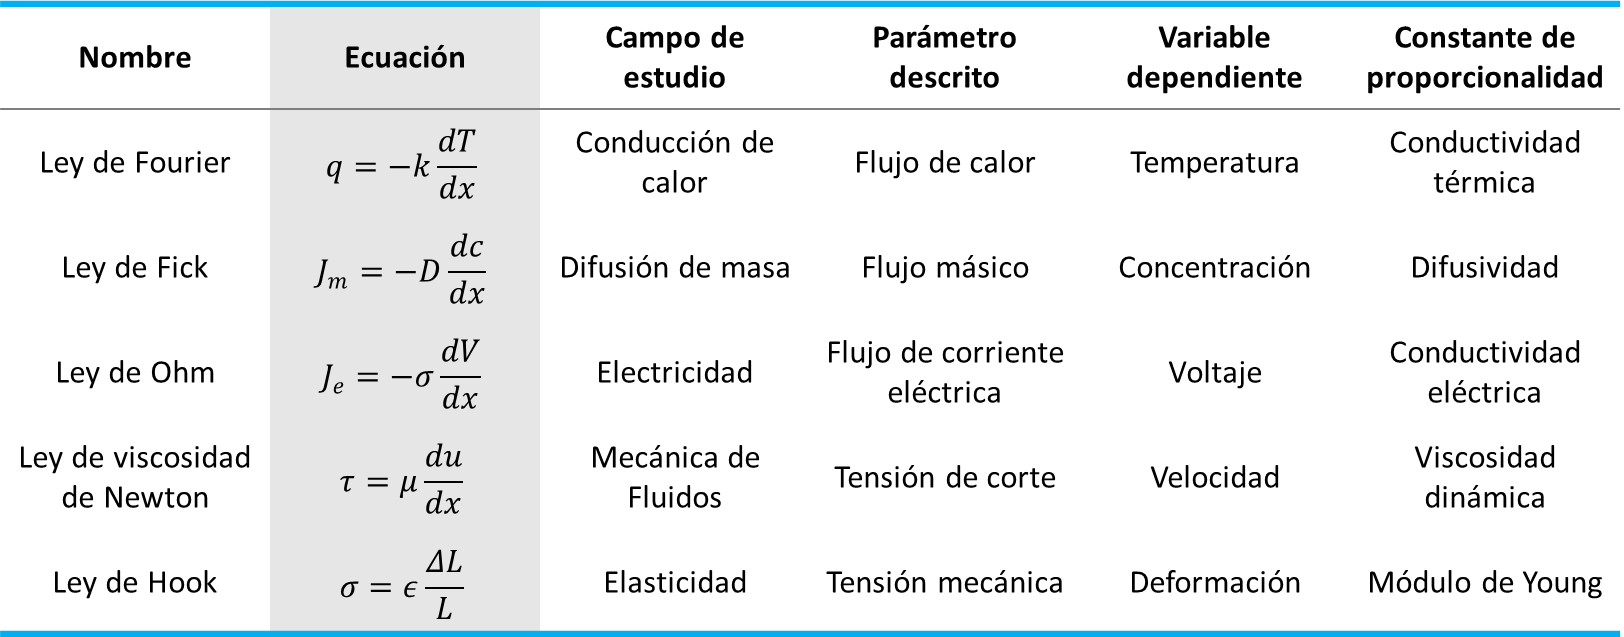 Nombre Ecuación Campo de estudio Parámetro descrito Variable dependiente Constante de proporcionalidad
Ley de Fourier q = −k dT/dx Conducción de calor Flujo de calor Temperatura Conductividad térmica
Ley de Fick J_m = −D dc/dx Difusión de masa Flujo másico Concentración Difusividad
Ley de Ohm J_e = −σ dV/dx Electricidad Flujo de corriente eléctrica Voltaje Conductividad eléctrica
Ley de viscosidad de Newton τ = μ du/dx Mecánica de Fluidos Tensión de corte Velocidad Viscosidad dinámica
Ley de Hook σ = ϵ ΔL/L Elasticidad Tensión mecánica Deformación Módulo de Young